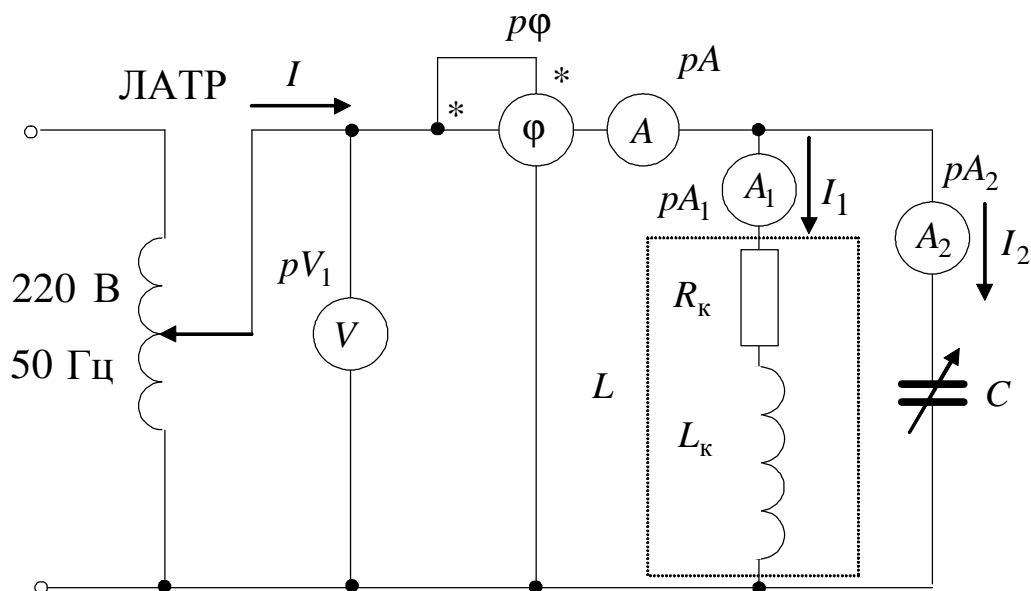 pφ
I
pA
ЛАТР
*
*
φ
A
pA₁
A₁
I₁
pA₂
A₂
I₂
220 В
50 Гц
pV₁
V
Rк
L
Lк
C